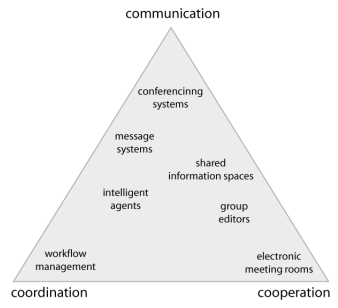 communication
conferencinng
systems
message
systems
shared
information spaces
intelligent
agents
group
editors
workflow
management
electronic
meeting rooms
coordination
cooperation